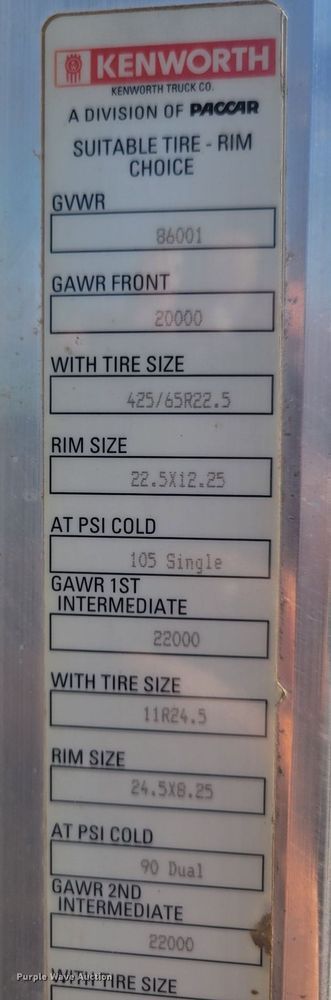 KENWORTH
KENWORTH TRUCK CO.
A DIVISION OF PACCAR
SUITABLE TIRE - RIM
CHOICE
GVWR
86001
GAWR FRONT
20000
WITH TIRE SIZE
425/65R22.5
RIM SIZE
22.5X12.25
AT PSI COLD
105 Single
GAWR 1ST
INTERMEDIATE
22000
WITH TIRE SIZE
11R24.5
RIM SIZE
24.5X8.25
AT PSI COLD
90 Dual
GAWR 2ND
INTERMEDIATE
22000
WITH TIRE SIZE
Purple Wave Auction